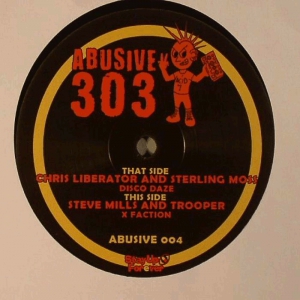 ABUSIVE
303
THAT SIDE
CHRIS LIBERATOR AND STERLING MOSS
DISCO DAZE
THIS SIDE
STEVE MILLS AND TROOPER
X FACTION
ABUSIVE 004